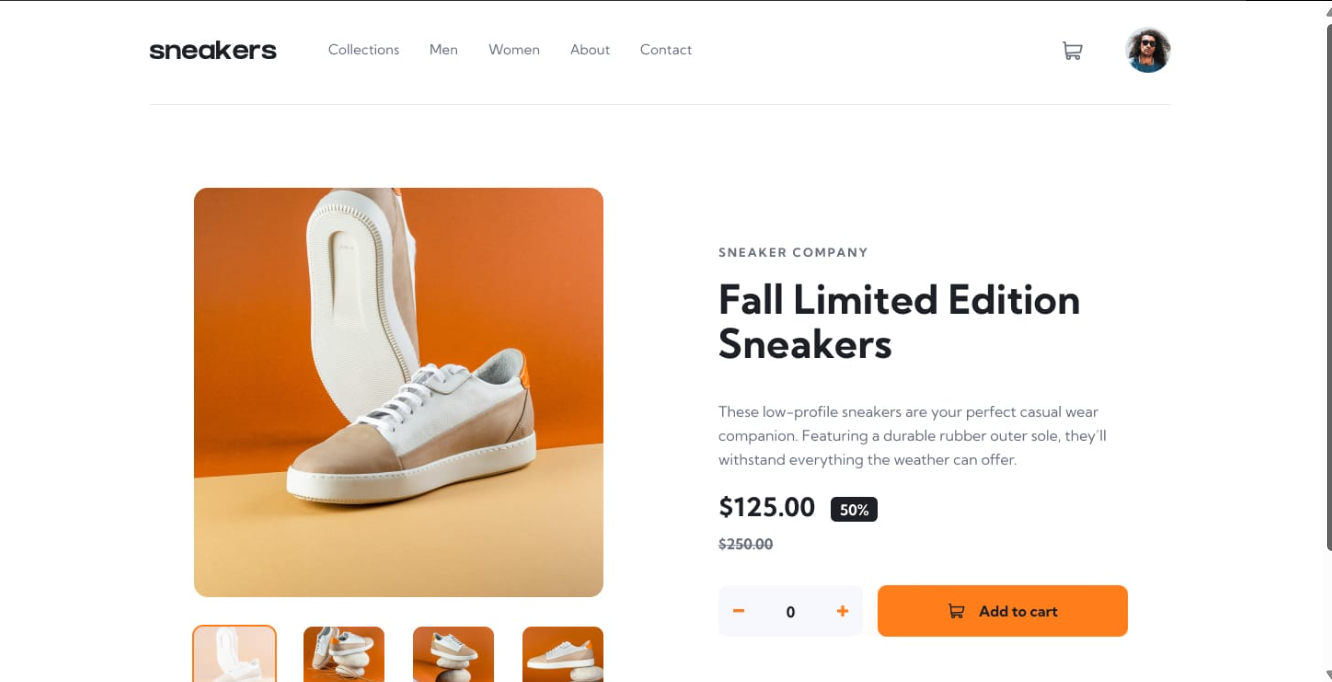 sneakers
Collections Men Women About Contact
SNEAKER COMPANY
Fall Limited Edition
Sneakers
These low-profile sneakers are your perfect casual wear
companion. Featuring a durable rubber outer sole, they’ll
withstand everything the weather can offer.
$125.00 50%
$250.00
0
Add to cart